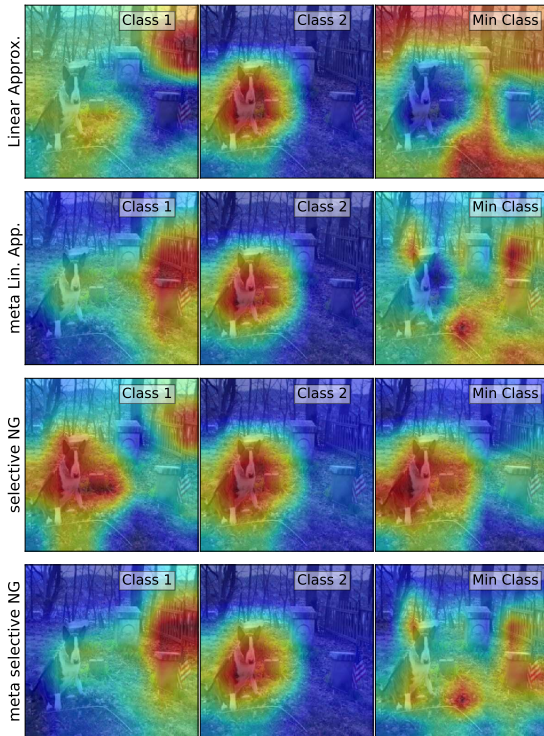 Linear Approx.
Class 1
Class 2
Min Class
meta Lin. App.
Class 1
Class 2
Min Class
selective NG
Class 1
Class 2
Min Class
meta selective NG
Class 1
Class 2
Min Class